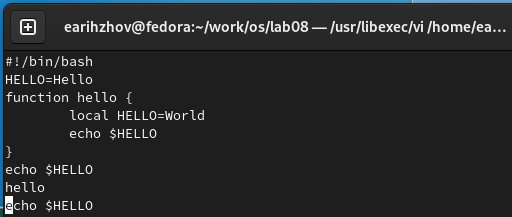 earihzhov@fedora:~/work/os/lab08 — /usr/libexec/vi /home/ea…
#!/bin/bash
HELLO=Hello
function hello {
        local HELLO=World
        echo $HELLO
}
echo $HELLO
hello
echo $HELLO